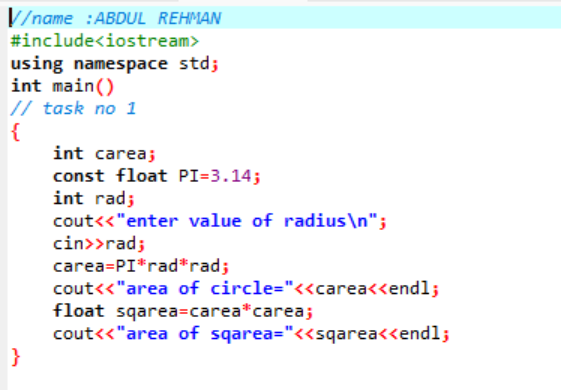 //name :ABDUL REHMAN
#include<iostream>
using namespace std;
int main()
// task no 1
{
    int carea;
    const float PI=3.14;
    int rad;
    cout<<"enter value of radius\n";
    cin>>rad;
    carea=PI*rad*rad;
    cout<<"area of circle="<<carea<<endl;
    float sqarea=carea*carea;
    cout<<"area of sqarea="<<sqarea<<endl;
}